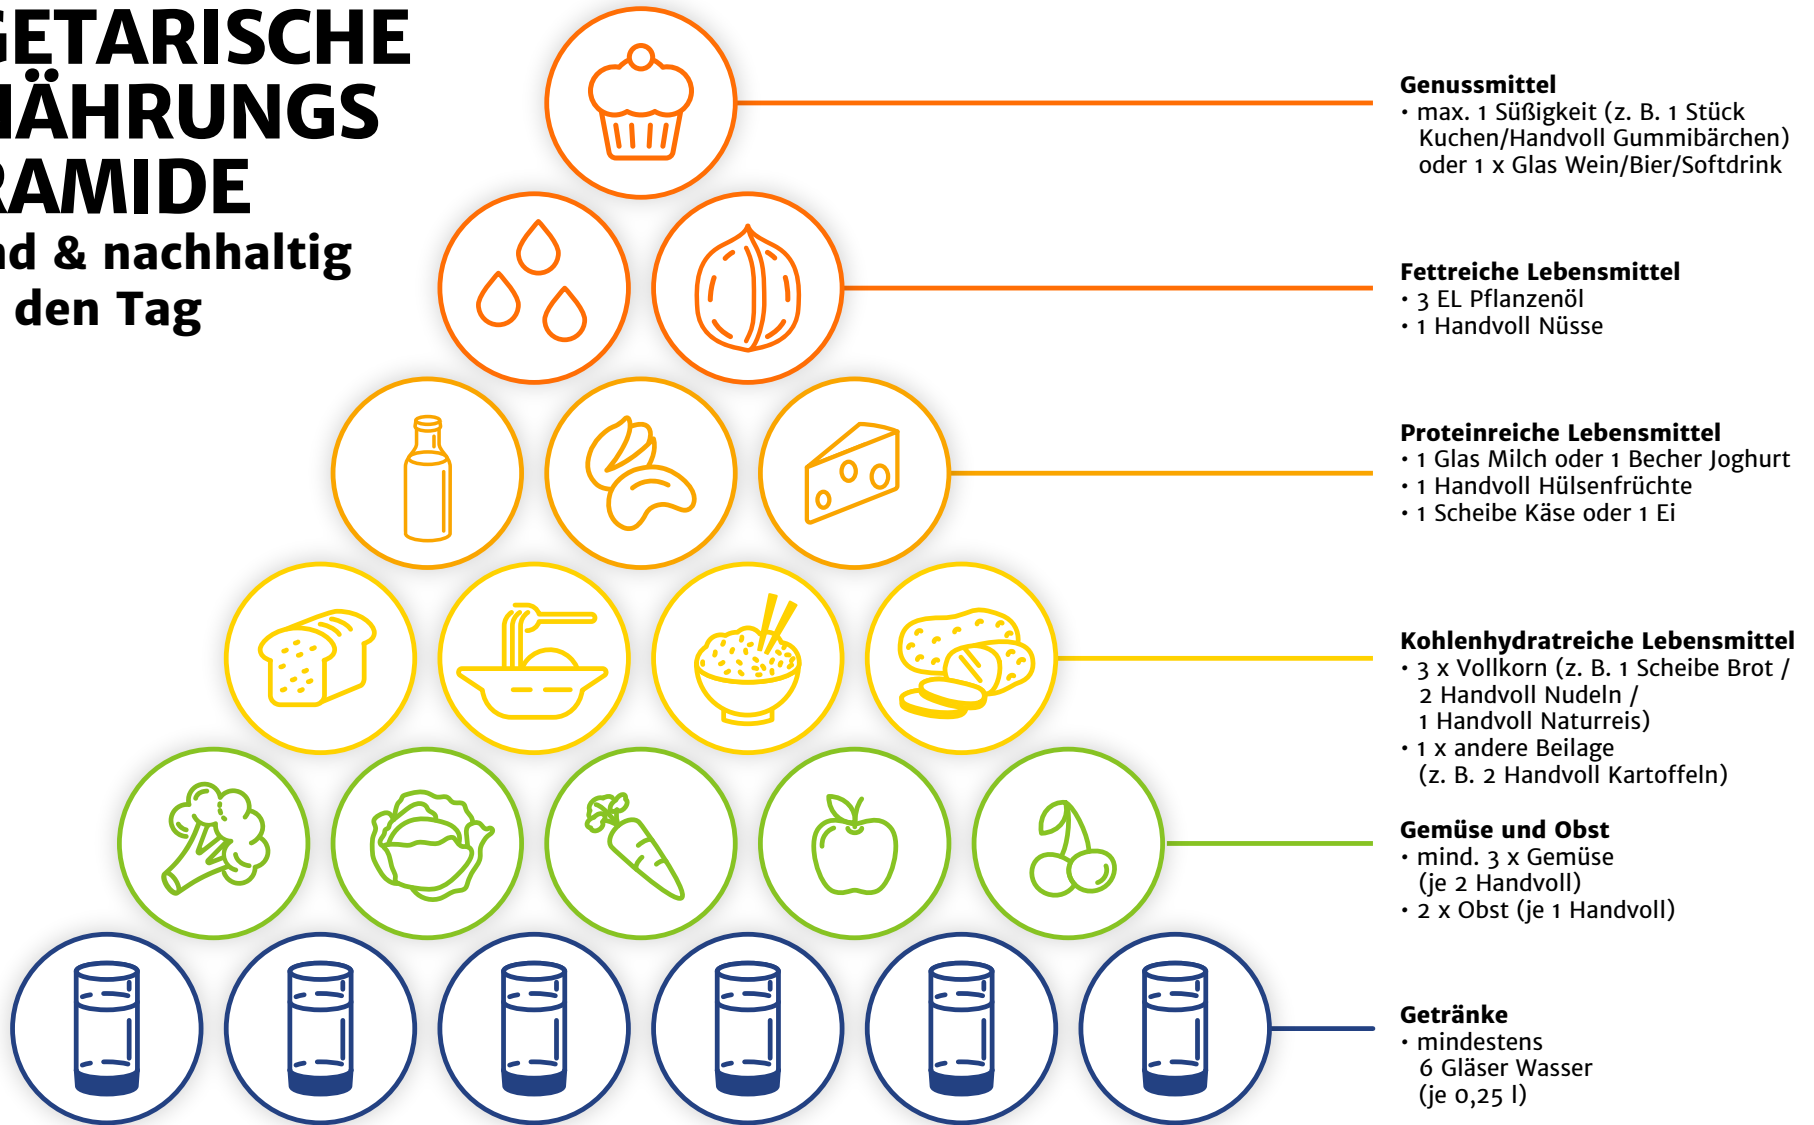 GETARISCHE
NÄHRUNGS
RAMIDE
nd & nachhaltig
den Tag
Genussmittel
• max. 1 Süßigkeit (z. B. 1 Stück
Kuchen/Handvoll Gummibärchen)
oder 1 x Glas Wein/Bier/Softdrink
Fettreiche Lebensmittel
• 3 EL Pflanzenöl
• 1 Handvoll Nüsse
Proteinreiche Lebensmittel
• 1 Glas Milch oder 1 Becher Joghurt
• 1 Handvoll Hülsenfrüchte
• 1 Scheibe Käse oder 1 Ei
Kohlenhydratreiche Lebensmittel
• 3 x Vollkorn (z. B. 1 Scheibe Brot /
2 Handvoll Nudeln /
1 Handvoll Naturreis)
• 1 x andere Beilage
(z. B. 2 Handvoll Kartoffeln)
Gemüse und Obst
• mind. 3 x Gemüse
(je 2 Handvoll)
• 2 x Obst (je 1 Handvoll)
Getränke
• mindestens
6 Gläser Wasser
(je 0,25 l)